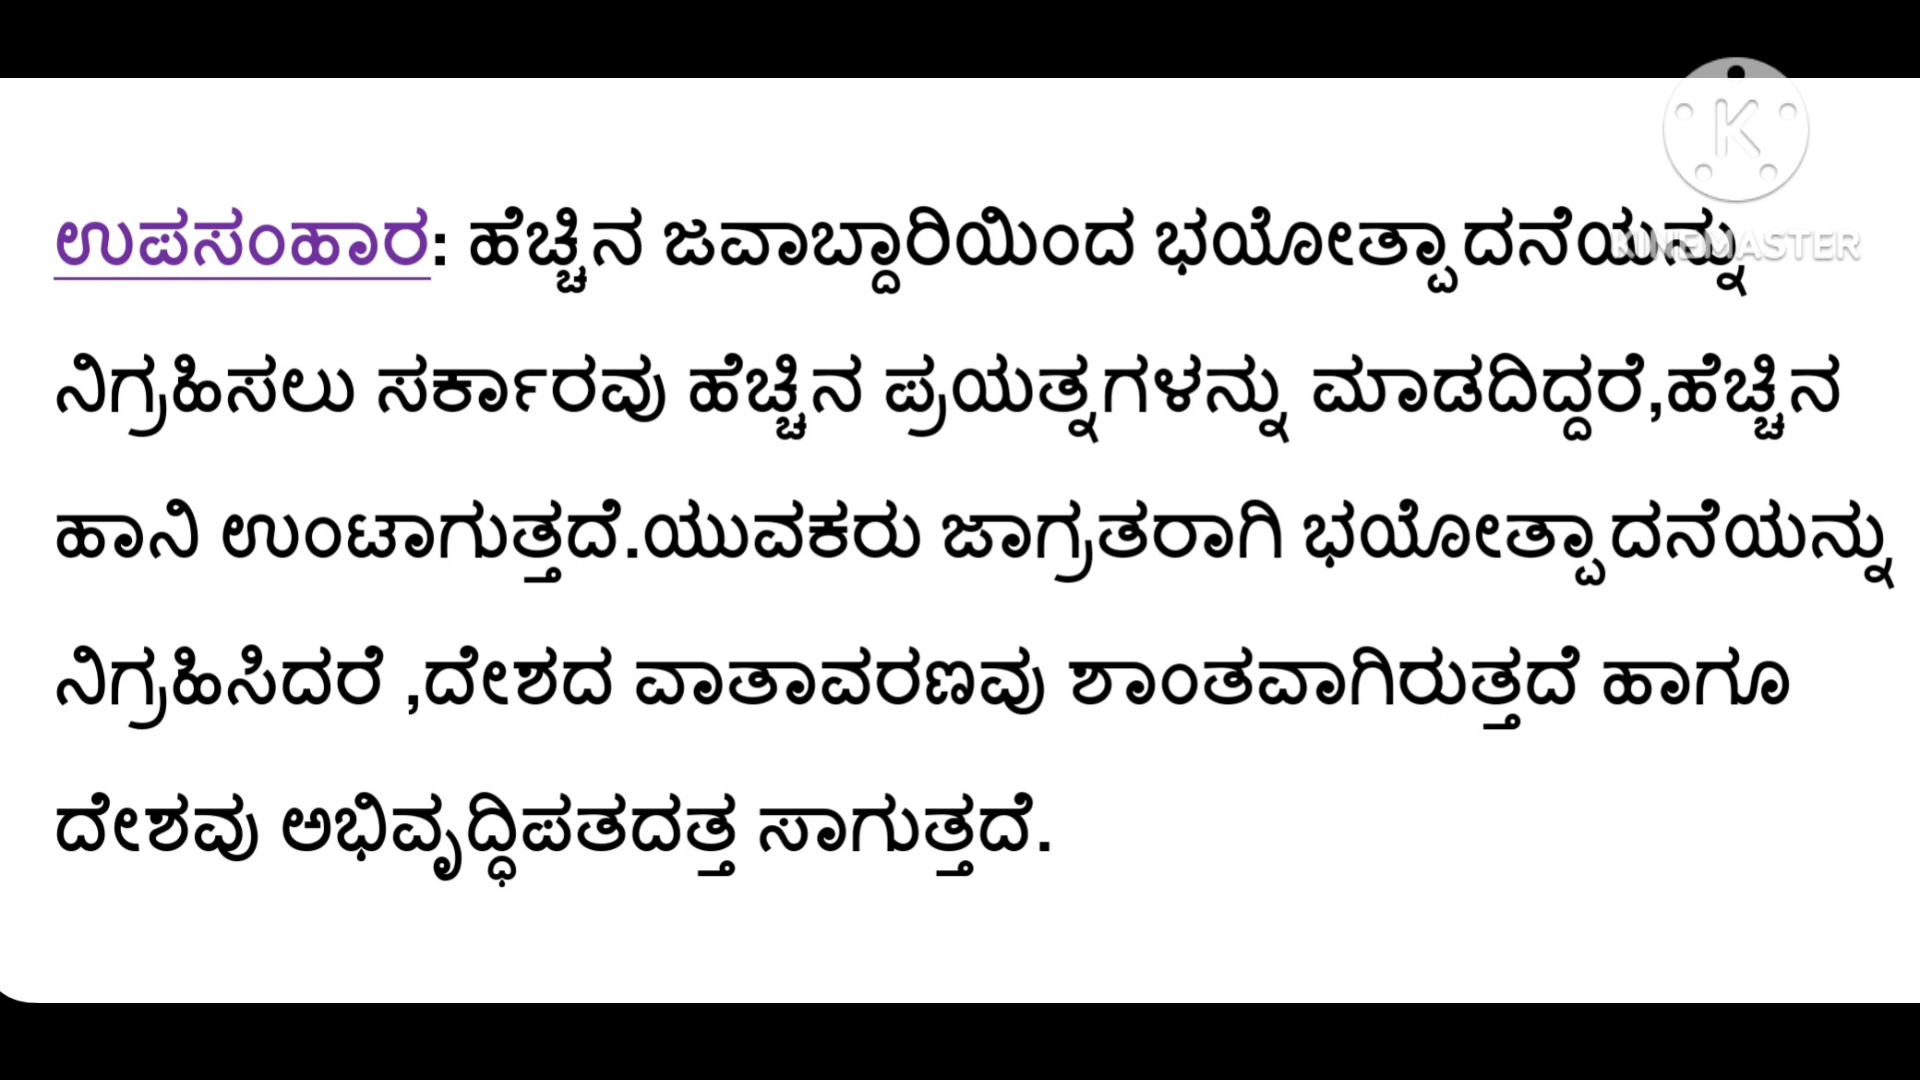 ಉಪಸಂಹಾರ: ಹೆಚ್ಚಿನ ಜವಾಬ್ದಾರಿಯಿಂದ ಭಯೋತ್ಪಾದನೆಯನ್ನು
KINEMASTER
ನಿಗ್ರಹಿಸಲು ಸರ್ಕಾರವು ಹೆಚ್ಚಿನ ಪ್ರಯತ್ನಗಳನ್ನು ಮಾಡದಿದ್ದರೆ,ಹೆಚ್ಚಿನ
ಹಾನಿ ಉಂಟಾಗುತ್ತದೆ.ಯುವಕರು ಜಾಗ್ರತರಾಗಿ ಭಯೋತ್ಪಾದನೆಯನ್ನು
ನಿಗ್ರಹಿಸಿದರೆ ,ದೇಶದ ವಾತಾವರಣವು ಶಾಂತವಾಗಿರುತ್ತದೆ ಹಾಗೂ
ದೇಶವು ಅಭಿವೃದ್ಧಿಪತದತ್ತ ಸಾಗುತ್ತದೆ.